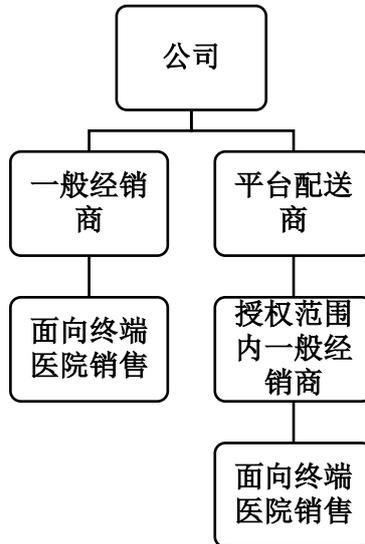 公司
一般经销
商
平台配送
商
面向终端
医院销售
授权范围
内一般经
销商
面向终端
医院销售